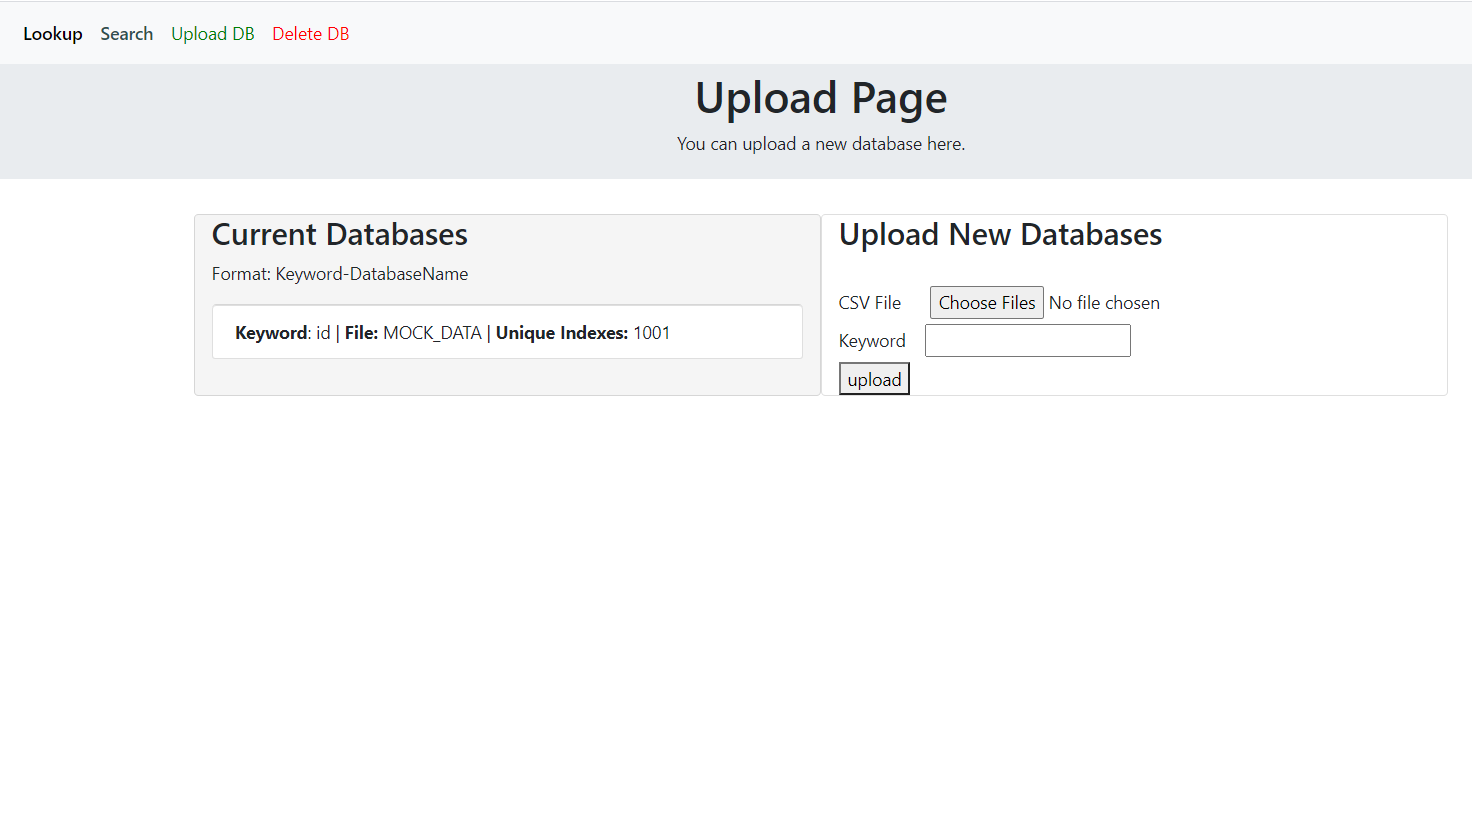 Lookup Search Upload DB Delete DB
Upload Page
You can upload a new database here.
Current Databases
Format: Keyword-DatabaseName
Keyword: id | File: MOCK_DATA | Unique Indexes: 1001
Upload New Databases
CSV File Choose Files No file chosen
Keyword
upload